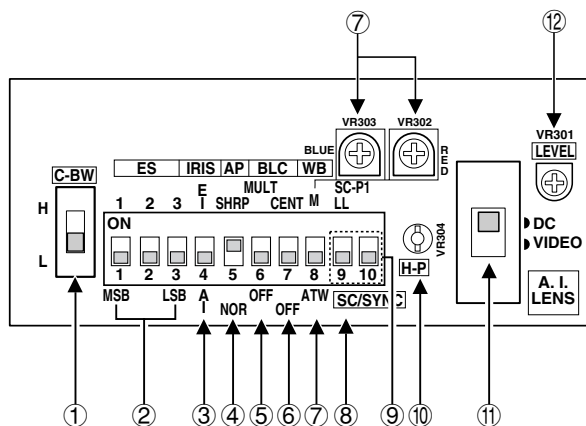 ⑦ ⑫
VR303 VR302 VR301
BLUE RED LEVEL
C-BW ES IRIS AP BLC WB
MULT SC-P1
H 1 2 3 EI SHRP CENT M LL
ON
VR304
DC
VIDEO
L 1 2 3 4 5 6 7 8 9 10 H-P
MSB LSB AI NOR OFF OFF ATW SC/SYNC
A. I.
LENS
① ② ③ ④ ⑤ ⑥ ⑦ ⑧ ⑨ ⑩ ⑪